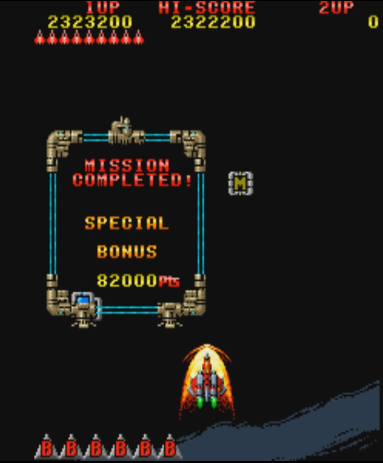 1UP HI-SCORE 2UP
2323200 2322200 0
MISSION
COMPLETED!
M
SPECIAL
BONUS
82000Pts
B B B B B B